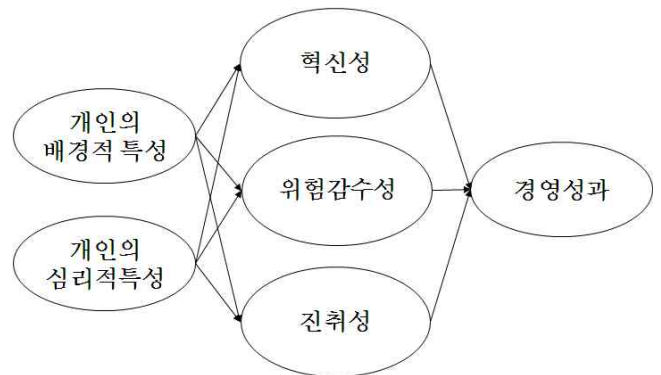 혁신성
개인의
배경적 특성
위험감수성
경영성과
개인의
심리적특성
진취성